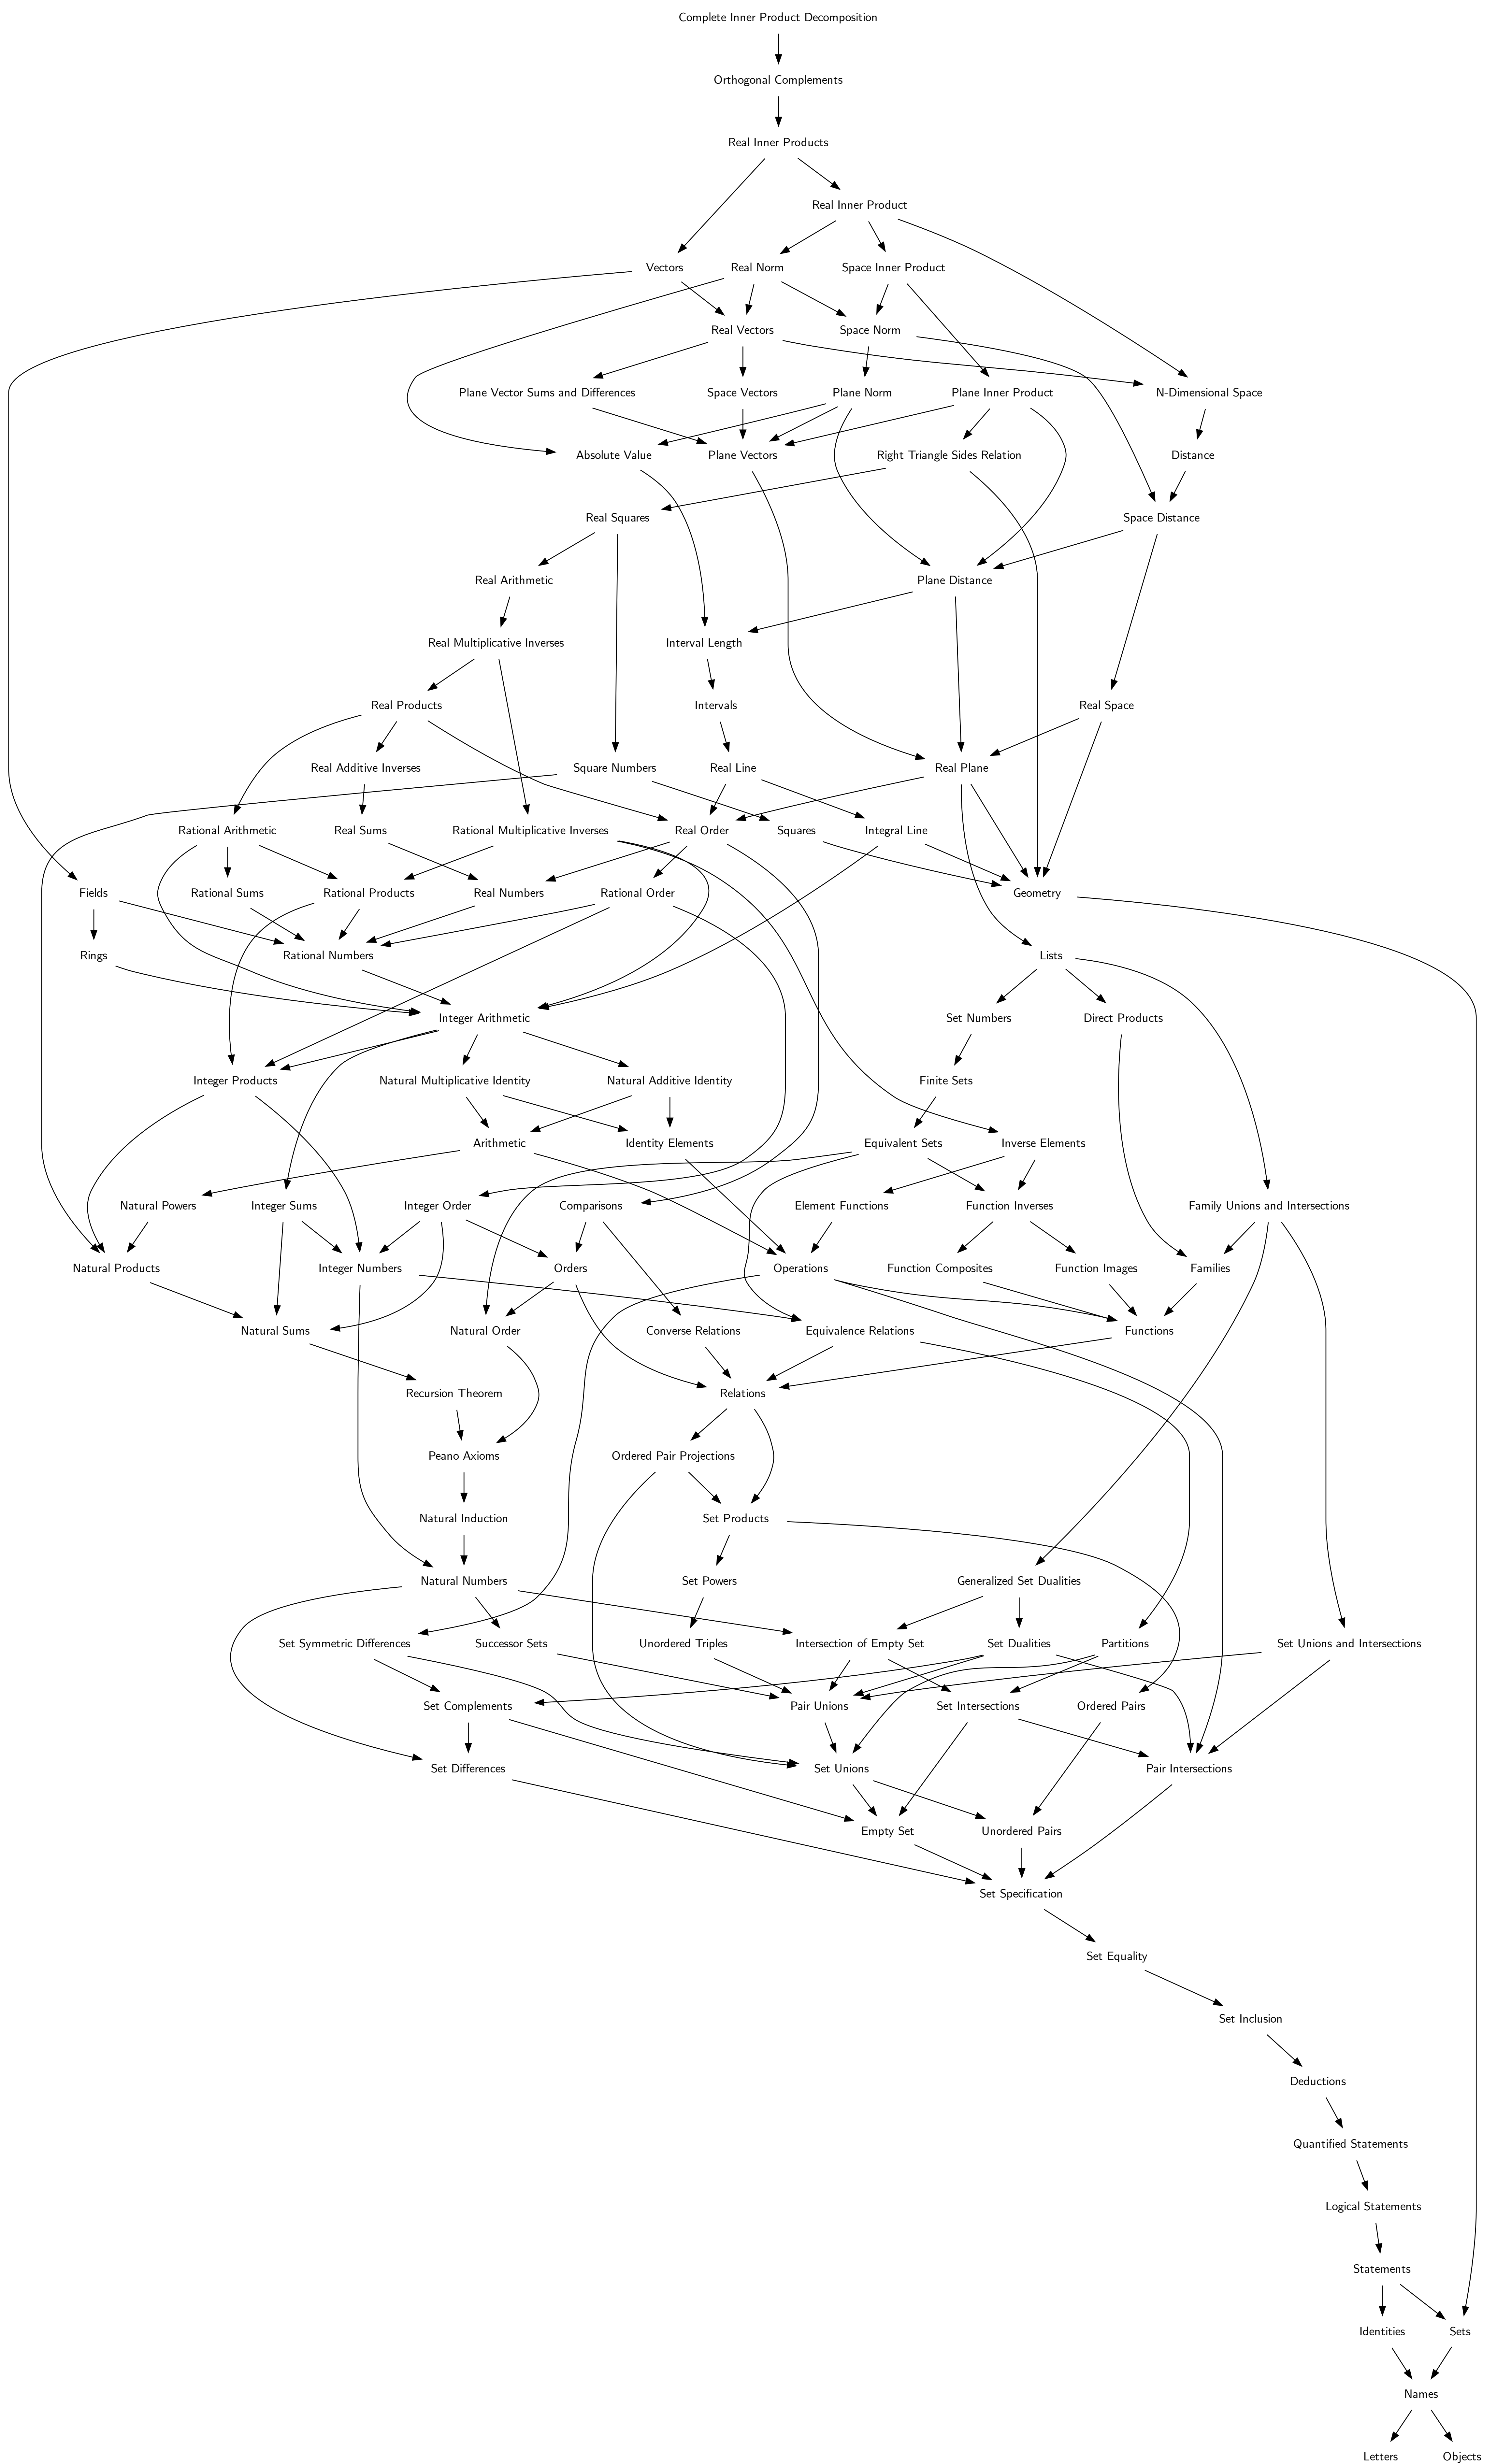 Complete Inner Product Decomposition
Orthogonal Complements
Real Inner Products
Real Inner Product
Vectors
Real Norm
Space Inner Product
Real Vectors
Space Norm
Plane Vector Sums and Differences
Space Vectors
Plane Norm
Plane Inner Product
N-Dimensional Space
Absolute Value
Plane Vectors
Right Triangle Sides Relation
Distance
Real Squares
Space Distance
Real Arithmetic
Plane Distance
Real Multiplicative Inverses
Interval Length
Real Products
Intervals
Real Space
Real Additive Inverses
Square Numbers
Real Line
Real Plane
Rational Arithmetic
Real Sums
Rational Multiplicative Inverses
Real Order
Squares
Integral Line
Fields
Rational Sums
Rational Products
Real Numbers
Rational Order
Geometry
Rings
Rational Numbers
Lists
Integer Arithmetic
Set Numbers
Direct Products
Integer Products
Natural Multiplicative Identity
Natural Additive Identity
Finite Sets
Arithmetic
Identity Elements
Equivalent Sets
Inverse Elements
Natural Powers
Integer Sums
Integer Order
Comparisons
Element Functions
Function Inverses
Family Unions and Intersections
Natural Products
Integer Numbers
Orders
Operations
Function Composites
Function Images
Families
Natural Sums
Natural Order
Converse Relations
Equivalence Relations
Functions
Recursion Theorem
Relations
Peano Axioms
Ordered Pair Projections
Natural Induction
Set Products
Natural Numbers
Set Powers
Generalized Set Dualities
Set Symmetric Differences
Successor Sets
Unordered Triples
Intersection of Empty Set
Set Dualities
Partitions
Set Unions and Intersections
Set Complements
Pair Unions
Set Intersections
Ordered Pairs
Set Differences
Set Unions
Pair Intersections
Empty Set
Unordered Pairs
Set Specification
Set Equality
Set Inclusion
Deductions
Quantified Statements
Logical Statements
Statements
Identities
Sets
Names
Letters
Objects